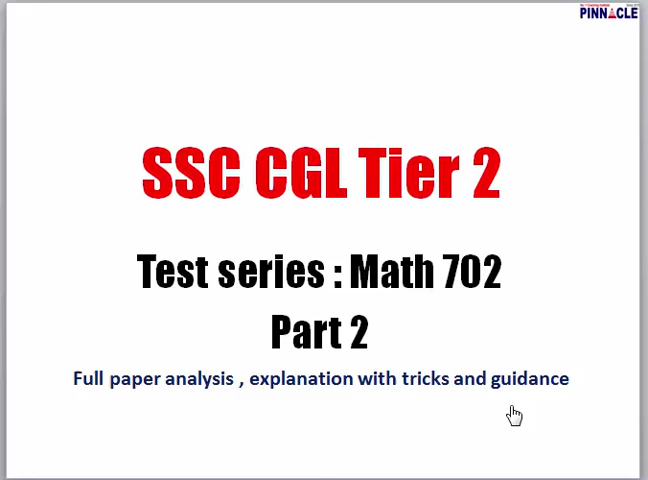 PINNACLE
SSC CGL Tier 2
Test series : Math 702
Part 2
Full paper analysis , explanation with tricks and guidance